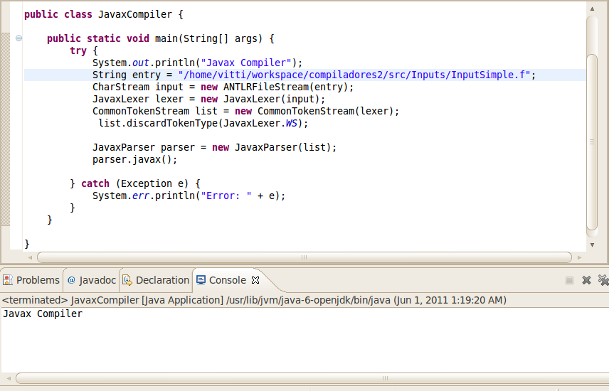 public class JavaxCompiler {
public static void main(String[] args) {
try {
System.out.println("Javax Compiler");
String entry = "/home/vitti/workspace/compiladores2/src/Inputs/InputSimple.f";
CharStream input = new ANTLRFileStream(entry);
JavaxLexer lexer = new JavaxLexer(input);
CommonTokenStream list = new CommonTokenStream(lexer);
list.discardTokenType(JavaxLexer.WS);
JavaxParser parser = new JavaxParser(list);
parser.javax();
} catch (Exception e) {
System.err.println("Error: " + e);
}
}
}
Problems @ Javadoc Declaration Console
<terminated> JavaxCompiler [Java Application] /usr/lib/jvm/java-6-openjdk/bin/java (Jun 1, 2011 1:19:20 AM)
Javax Compiler